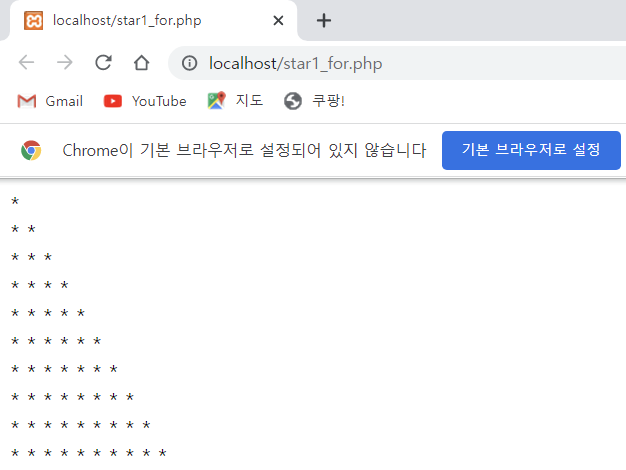 localhost/star1_for.php
localhost/star1_for.php
Gmail YouTube 지도 쿠팡!
Chrome이 기본 브라우저로 설정되어 있지 않습니다 기본 브라우저로 설정
*
* *
* * *
* * * *
* * * * *
* * * * * *
* * * * * * *
* * * * * * * *
* * * * * * * * *
* * * * * * * * * *